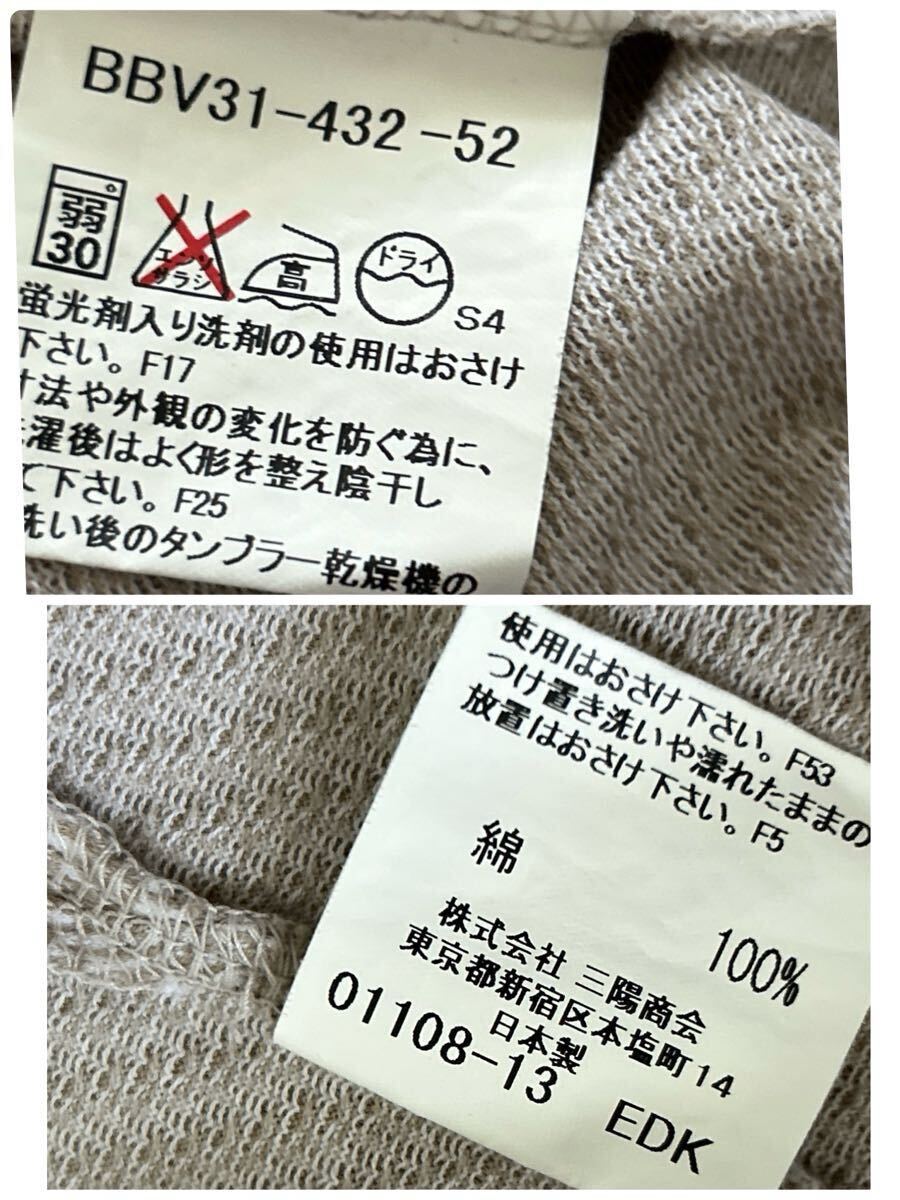 BBV31-432-52
弱
30
エンソ
サラシ
高
ドライ
S4
蛍光剤入り洗剤の使用はおさけ
下さい。F17
寸法や外観の変化を防ぐ為に、
洗濯後はよく形を整え陰干し
て下さい。F25
洗い後のタンブラー乾燥機の
使用はおさけ下さい。F53
つけ置き洗いや濡れたままの
放置はおさけ下さい。F5
綿
100%
株式会社 三陽商会
東京都新宿区本塩町14
日本製
01108-13
EDK